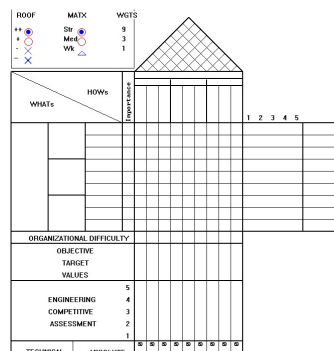 ROOF MATX WGTS
++ Str 9
+ Med 3
- Wk 1
--
HOWs
WHATs
Importance
1 2 3 4 5
ORGANIZATIONAL DIFFICULTY
OBJECTIVE
TARGET
VALUES
5
ENGINEERING 4
COMPETITIVE 3
ASSESSMENT 2
1
TECHNICAL ABSOLUTE